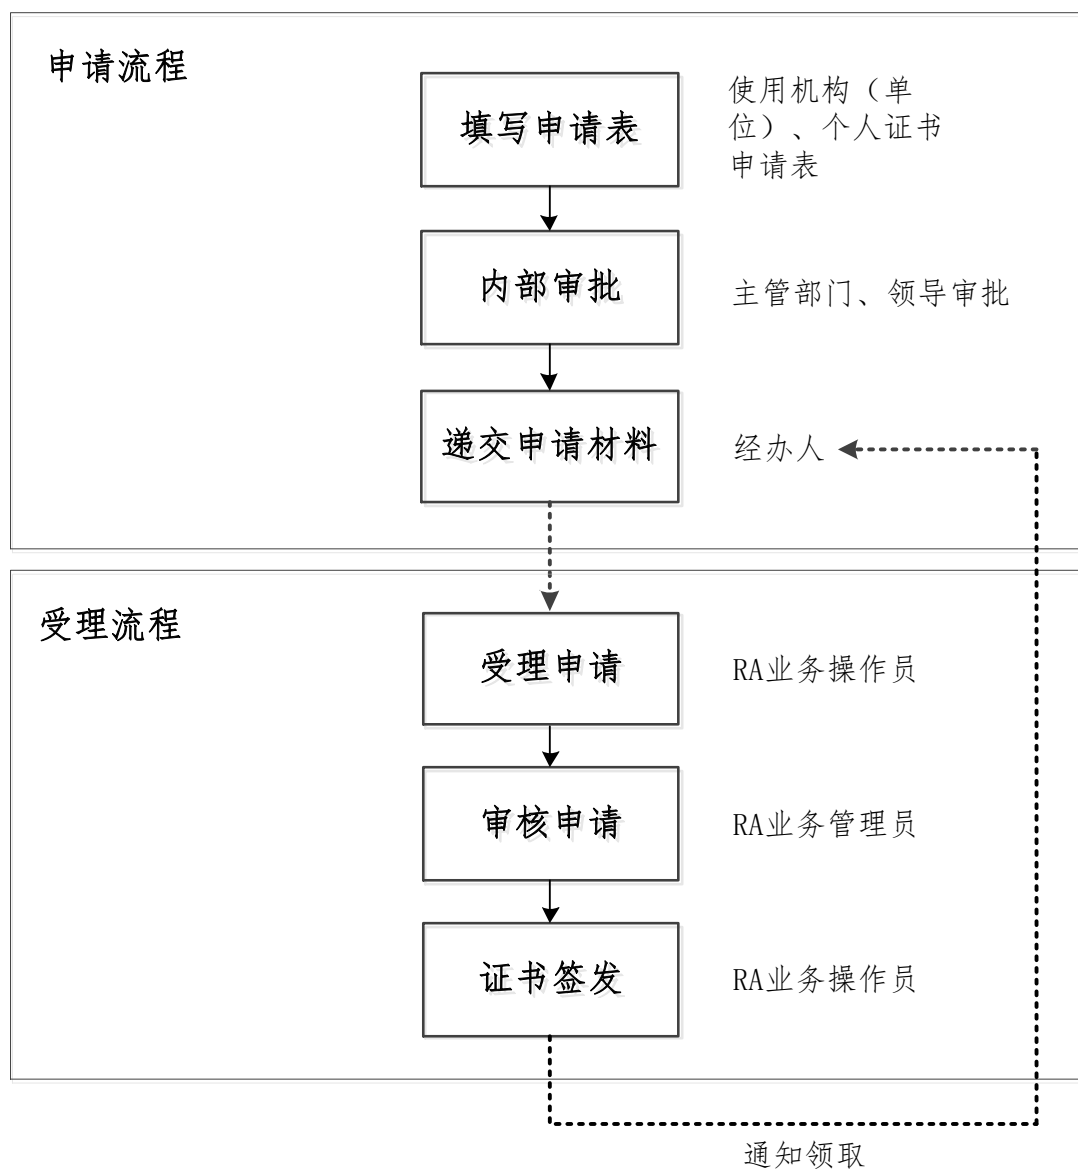 申请流程
填写申请表
使用机构（单
位）、个人证书
申请表
内部审批
主管部门、领导审批
递交申请材料
经办人
受理流程
受理申请
RA业务操作员
审核申请
RA业务管理员
证书签发
RA业务操作员
通知领取